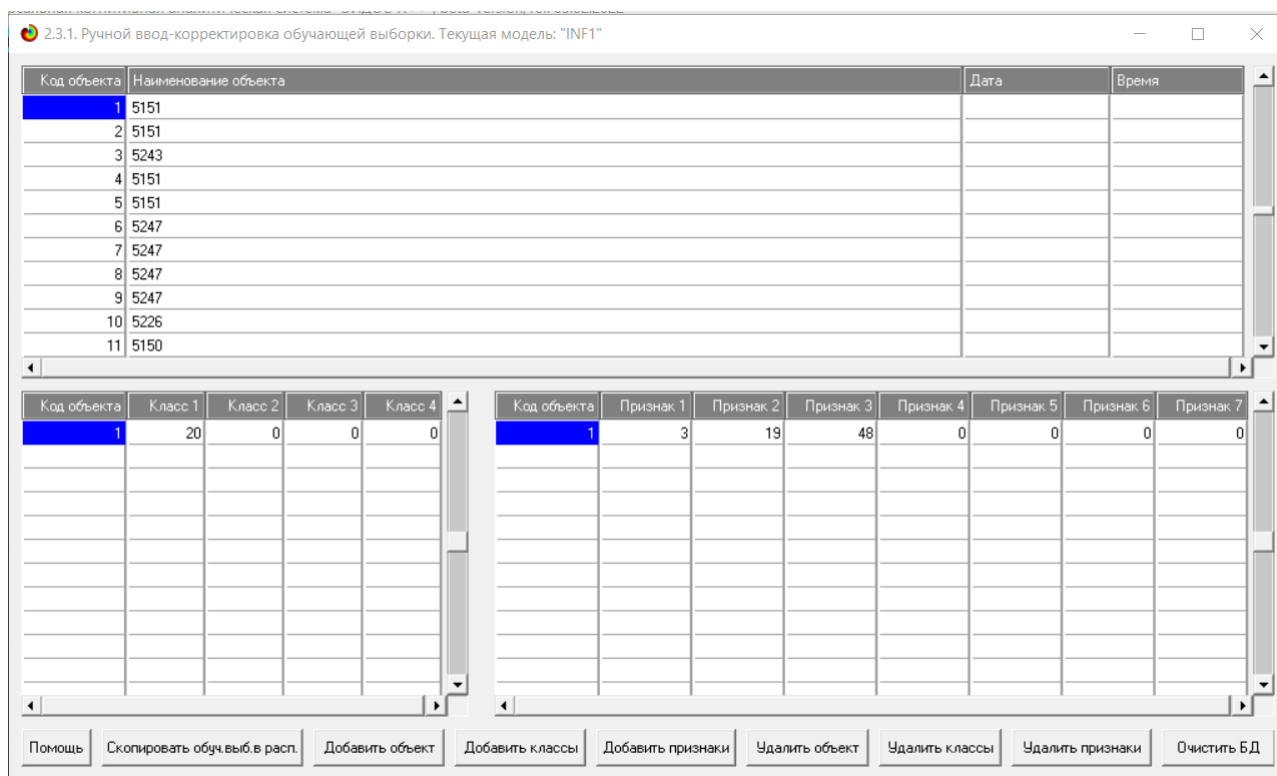 2.3.1. Ручной ввод-корректировка обучающей выборки. Текущая модель: "INF1"
Код объекта Наименование объекта Дата Время
1 5151
2 5151
3 5243
4 5151
5 5151
6 5247
7 5247
8 5247
9 5247
10 5226
11 5150
Код объекта Класс 1 Класс 2 Класс 3 Класс 4
1 20 0 0 0
Код объекта Признак 1 Признак 2 Признак 3 Признак 4 Признак 5 Признак 6 Признак 7
1 3 19 48 0 0 0 0
Помощь Скопировать обуч.выб.в расп. Добавить объект Добавить классы Добавить признаки Удалить объект Удалить классы Удалить признаки Очистить БД